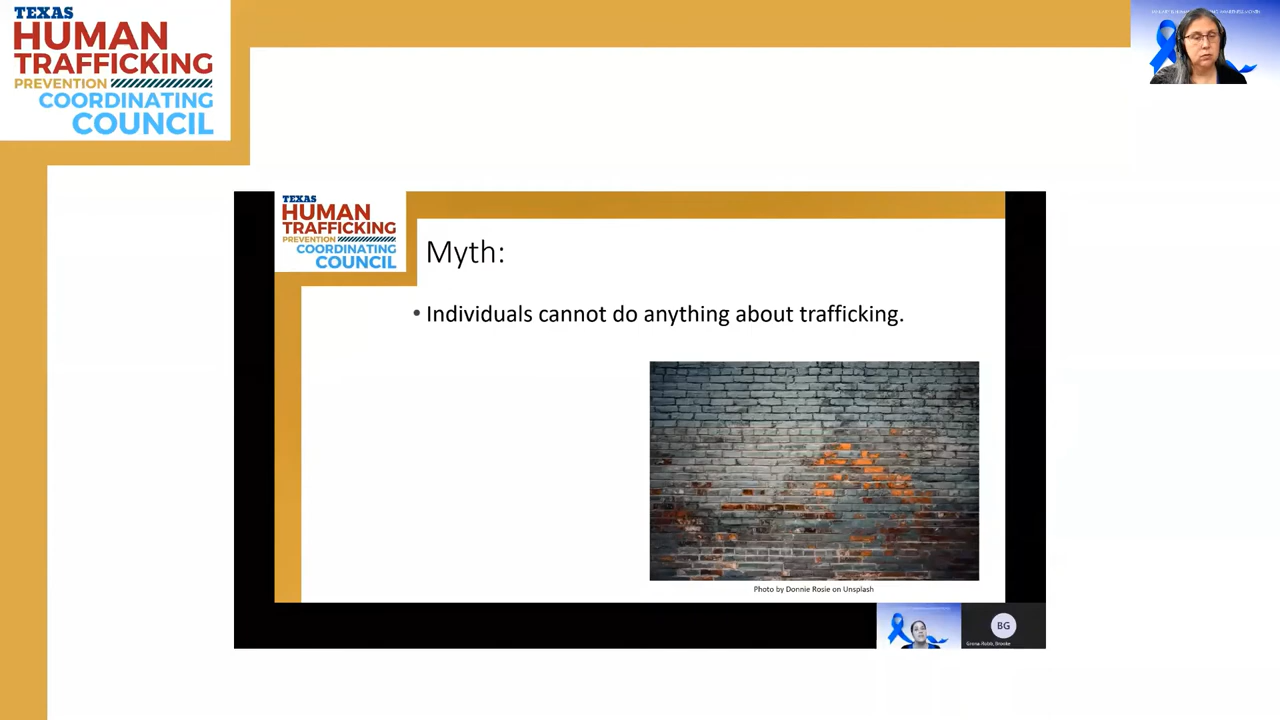 TEXAS
HUMAN
TRAFFICKING
PREVENTION
COORDINATING
COUNCIL
TEXAS
HUMAN
TRAFFICKING
PREVENTION
COORDINATING
COUNCIL
Myth:
• Individuals cannot do anything about trafficking.
Photo by Donnie Rosie on Unsplash
BG